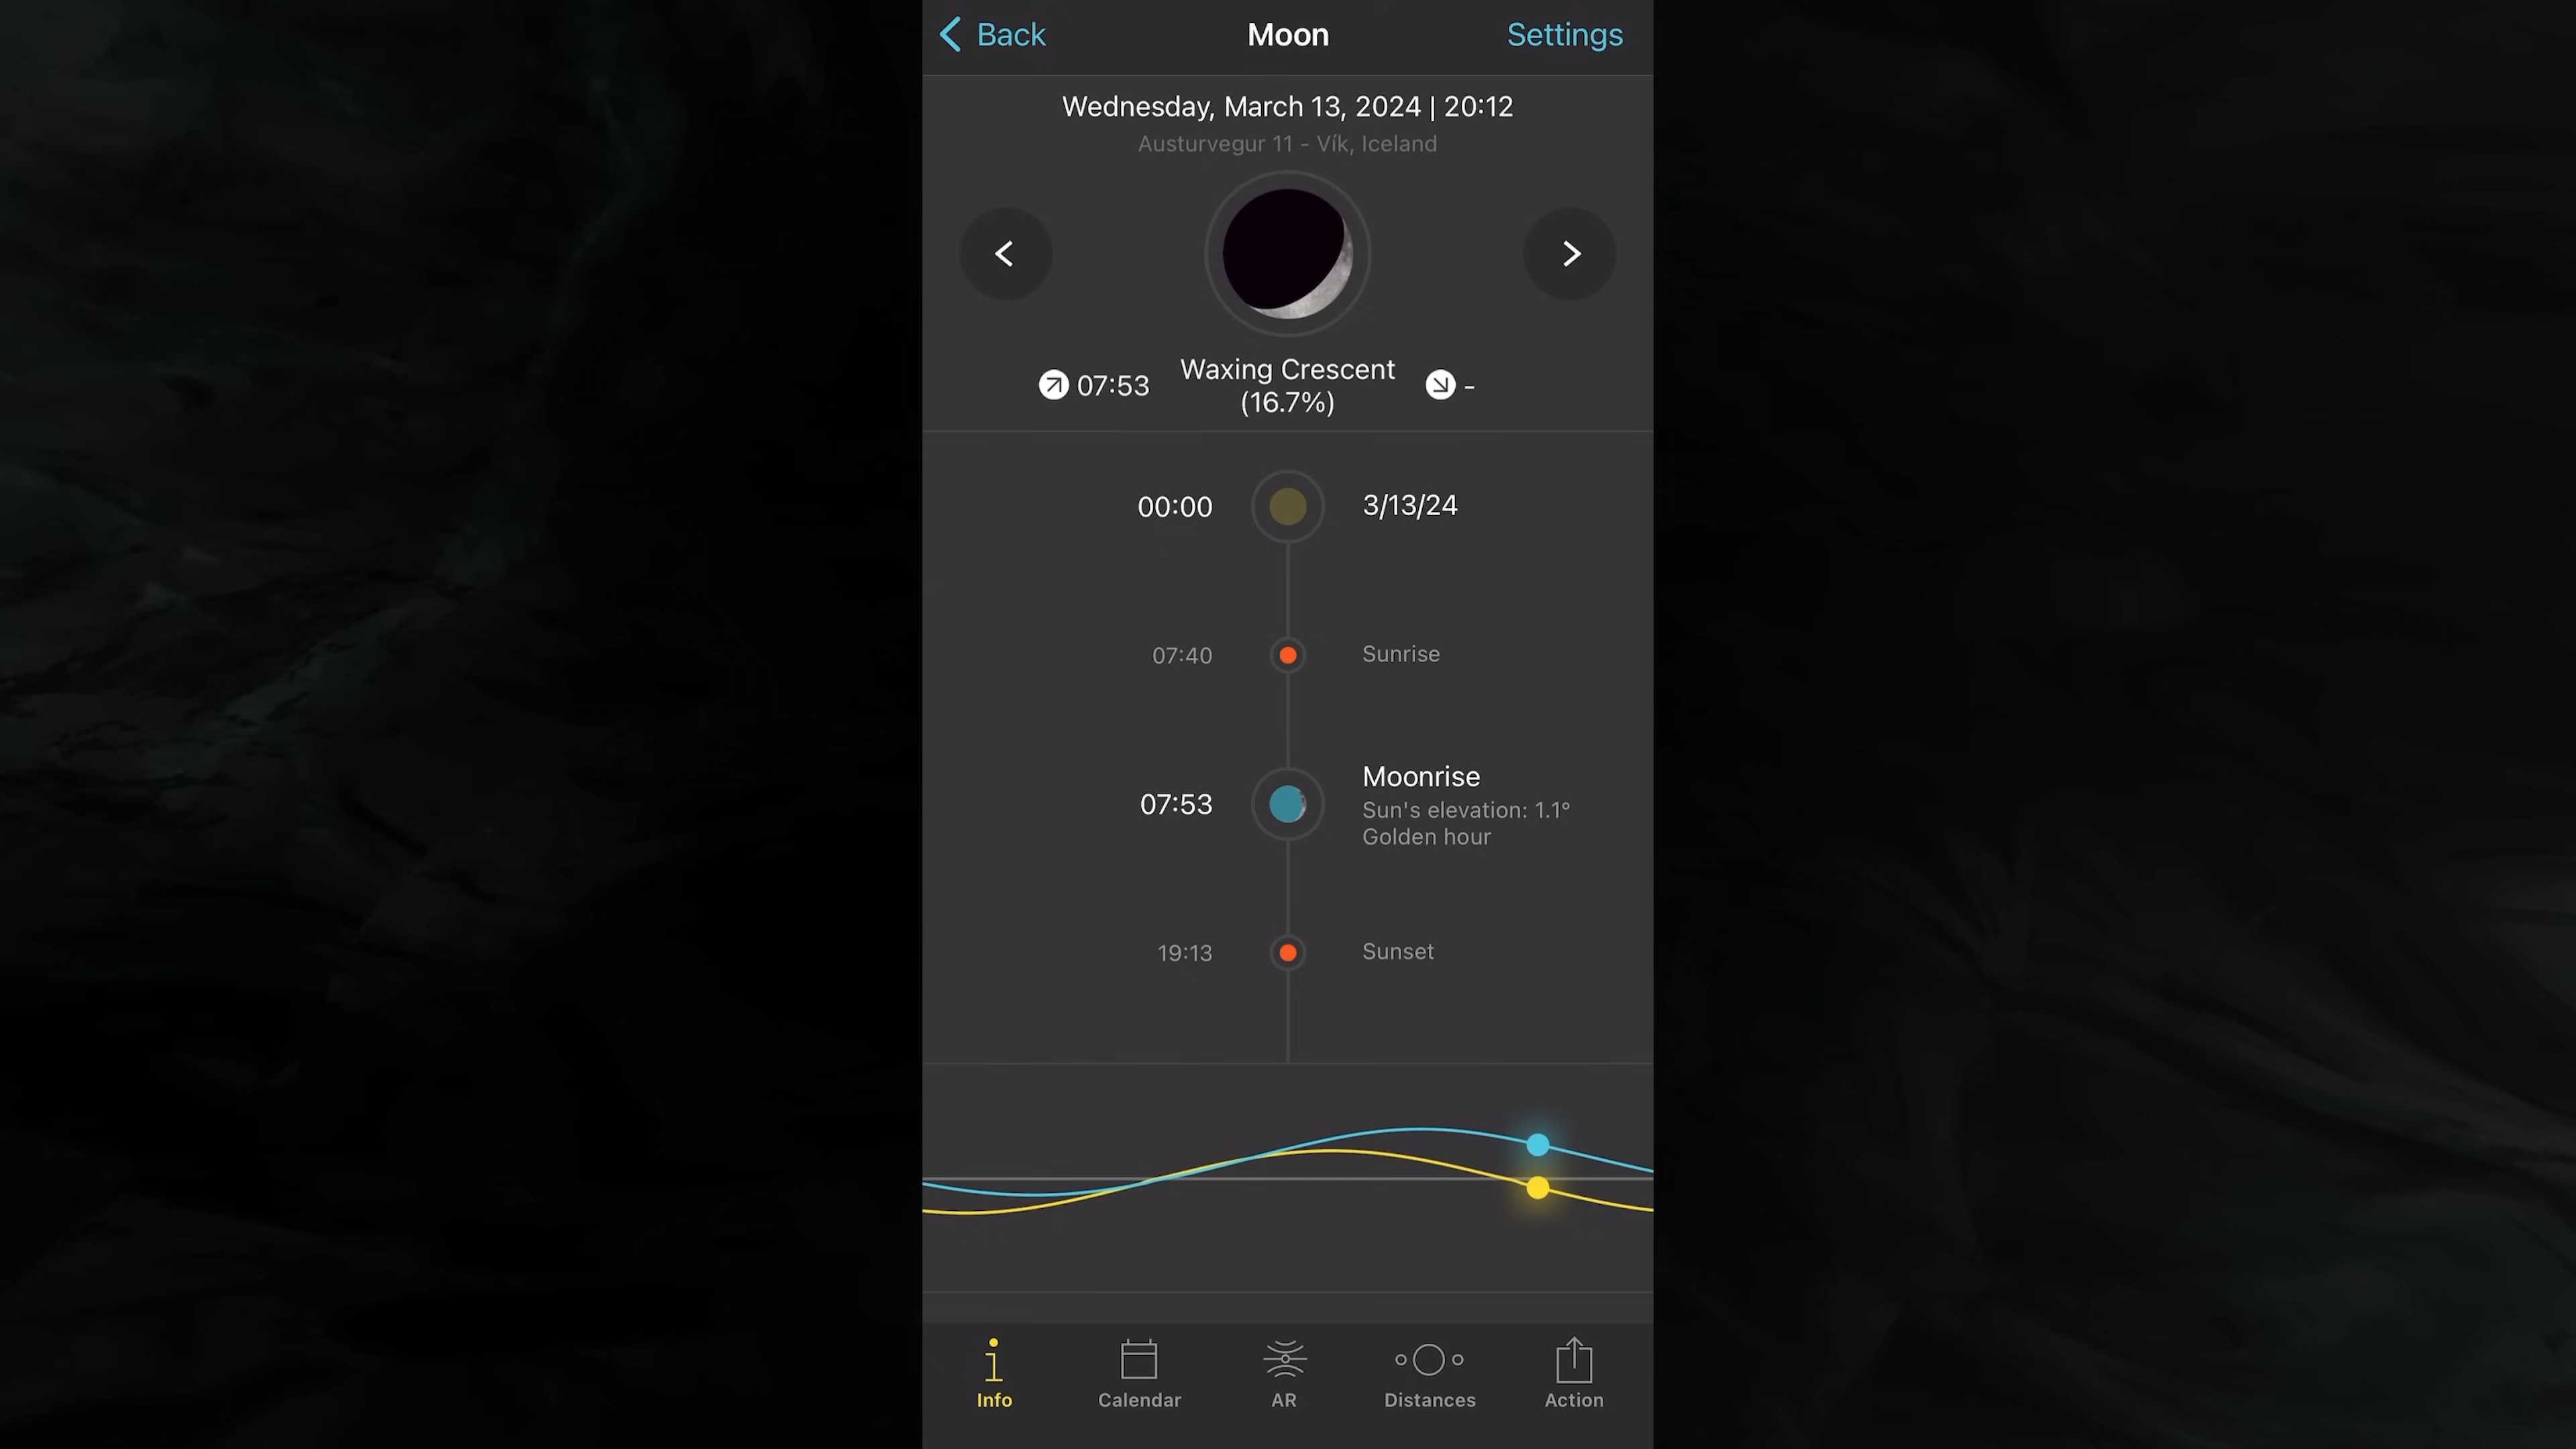 Back
Moon
Settings
Wednesday, March 13, 2024 | 20:12
Austurvegur 11 - Vík, Iceland
07:53
Waxing Crescent
(16.7%)
-
00:00
3/13/24
07:40
Sunrise
07:53
Moonrise
Sun's elevation: 1.1°
Golden hour
19:13
Sunset
Info
Calendar
AR
Distances
Action